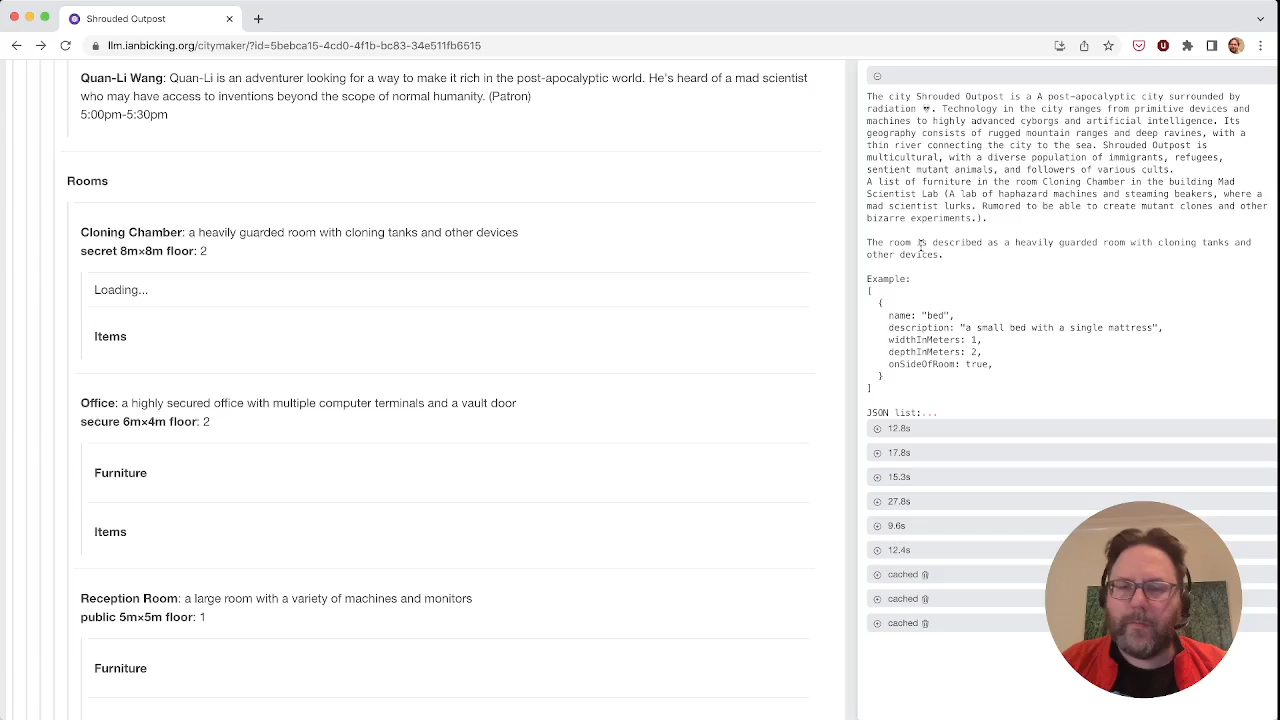 Shrouded Outpost
llm.ianbicking.org/citymaker/?id=5bebca15-4cd0-4f1b-bc83-34e511fb6515
Quan-Li Wang: Quan-Li is an adventurer looking for a way to make it rich in the post-apocalyptic world. He's heard of a mad scientist
who may have access to inventions beyond the scope of normal humanity. (Patron)
5:00pm-5:30pm
Rooms
Cloning Chamber: a heavily guarded room with cloning tanks and other devices
secret 8m×8m floor: 2
Loading...
Items
Office: a highly secured office with multiple computer terminals and a vault door
secure 6m×4m floor: 2
Furniture
Items
Reception Room: a large room with a variety of machines and monitors
public 5m×5m floor: 1
Furniture
The city Shrouded Outpost is a A post-apocalyptic city surrounded by
radiation ☠. Technology in the city ranges from primitive devices and
machines to highly advanced cyborgs and artificial intelligence. Its
geography consists of rugged mountain ranges and deep ravines, with a
thin river connecting the city to the sea. Shrouded Outpost is
multicultural, with a diverse population of immigrants, refugees,
sentient mutant animals, and followers of various cults.
A list of furniture in the room Cloning Chamber in the building Mad
Scientist Lab (A lab of haphazard machines and steaming beakers, where a
mad scientist lurks. Rumored to be able to create mutant clones and other
bizarre experiments.).
The room is described as a heavily guarded room with cloning tanks and
other devices.
Example:
[
{
name: "bed",
description: "a small bed with a single mattress",
widthInMeters: 1,
depthInMeters: 2,
onSideOfRoom: true,
}
]
JSON list:...
12.8s
17.8s
15.3s
27.8s
9.6s
12.4s
cached
cached
cached